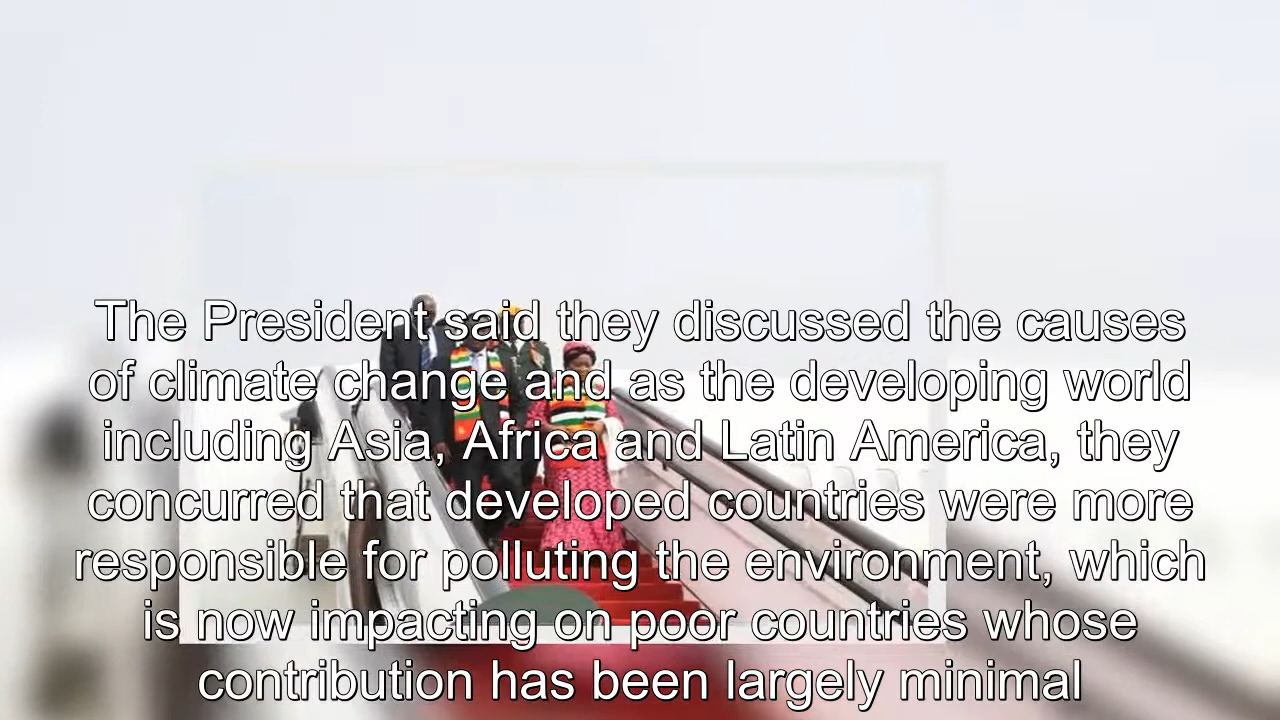 The President said they discussed the causes
of climate change and as the developing world
including Asia, Africa and Latin America, they
concurred that developed countries were more
responsible for polluting the environment, which
is now impacting on poor countries whose
contribution has been largely minimal